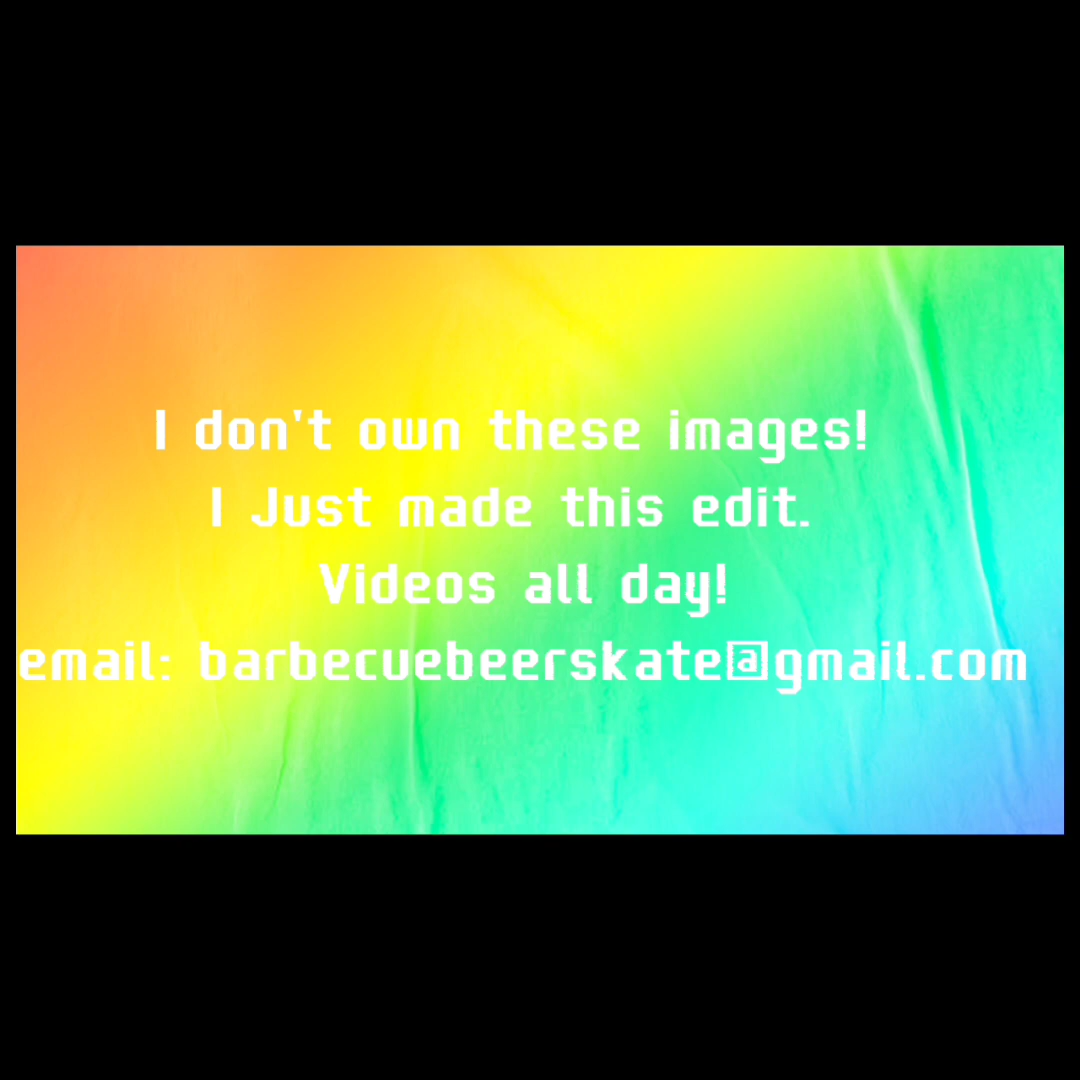 I don't own these images!
I Just made this edit.
Videos all day!
email: barbecuebeerskate@gmail.com